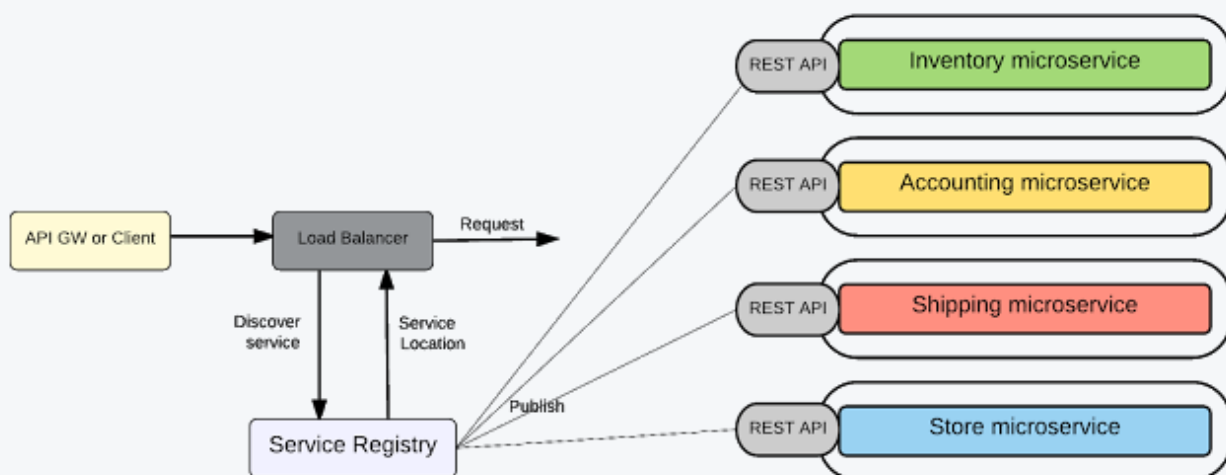 REST API
Inventory microservice
REST API
Accounting microservice
API GW or Client
Load Balancer
Request
REST API
Shipping microservice
Discover
service
Service
Location
Publish
REST API
Store microservice
Service Registry